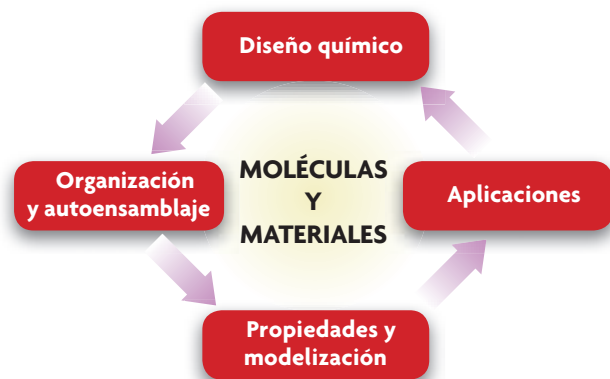 Diseño químico
Organización
y autoensamblaje
MOLÉCULAS
Y
MATERIALES
Aplicaciones
Propiedades y
modelización